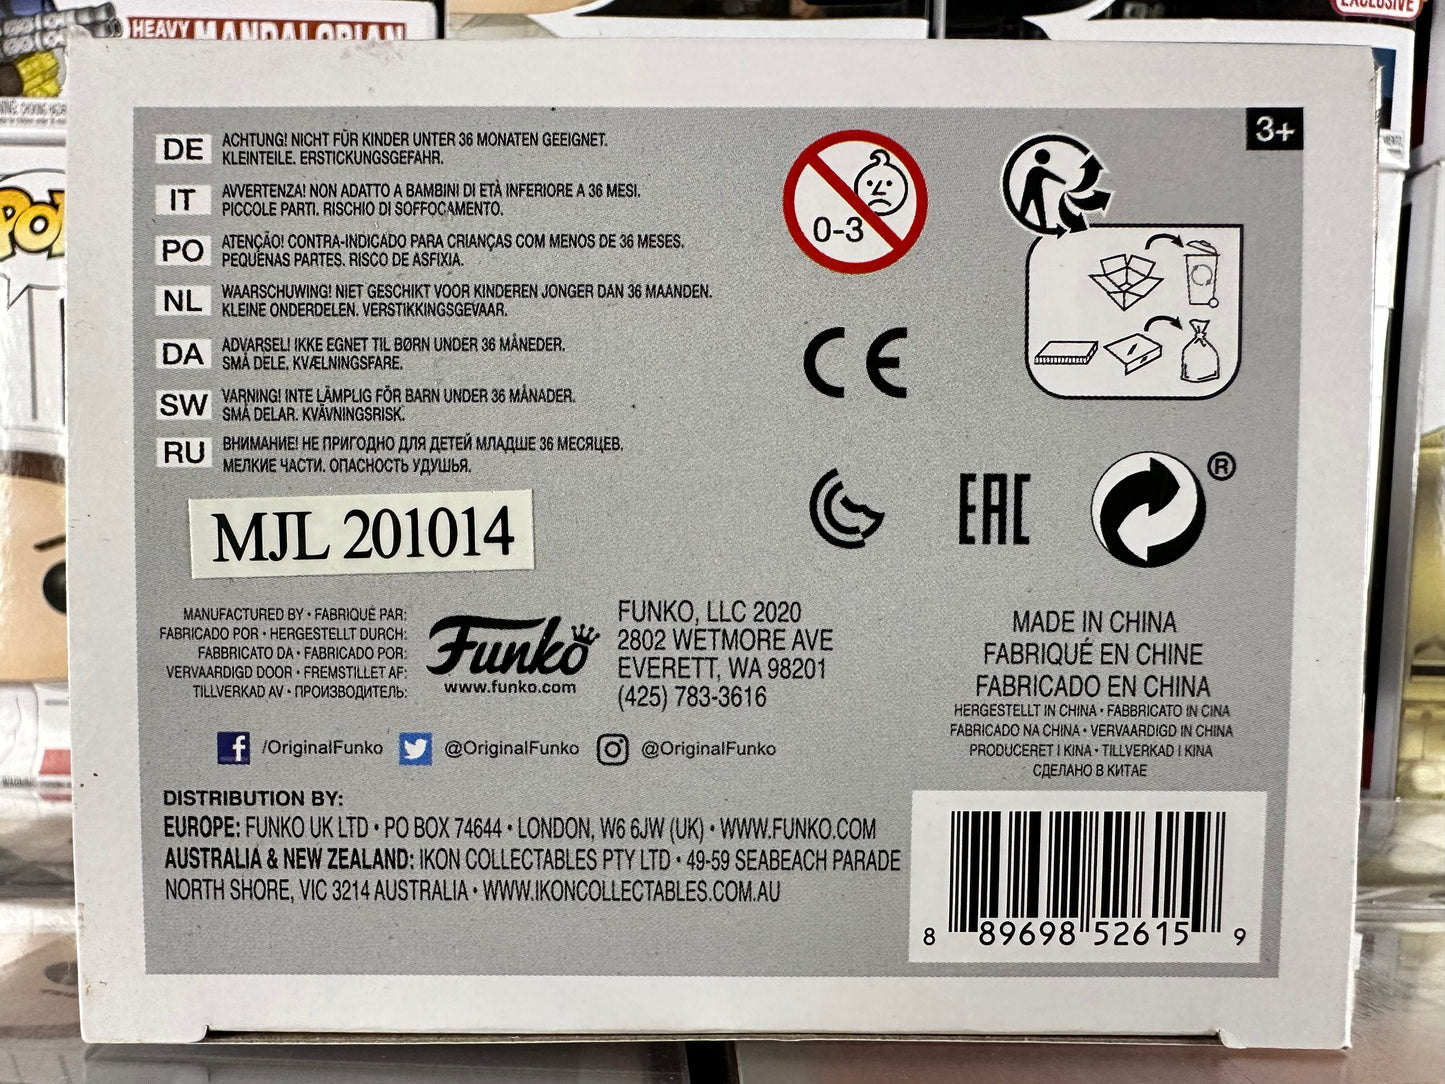 HEAVY MANDALORIAN
EXCLUSIVE
3+
DE
ACHTUNG! NICHT FÜR KINDER UNTER 36 MONATEN GEEIGNET.
KLEINTEILE. ERSTICKUNGSGEFAHR.
IT
AVVERTENZA! NON ADATTO A BAMBINI DI ETÀ INFERIORE A 36 MESI.
PICCOLE PARTI. RISCHIO DI SOFFOCAMENTO.
PO
ATENÇÃO! CONTRA-INDICADO PARA CRIANÇAS COM MENOS DE 36 MESES.
PEQUENAS PARTES. RISCO DE ASFIXIA.
NL
WAARSCHUWING! NIET GESCHIKT VOOR KINDEREN JONGER DAN 36 MAANDEN.
KLEINE ONDERDELEN. VERSTIKKINGSGEVAAR.
DA
ADVARSEL! IKKE EGNET TIL BØRN UNDER 36 MÅNEDER.
SMÅ DELE. KVÆLNINGSFARE.
SW
VARNING! INTE LÄMPLIG FÖR BARN UNDER 36 MÅNADER.
SMÅ DELAR. KVÄVNINGSRISK.
RU
ВНИМАНИЕ! НЕ ПРИГОДНО ДЛЯ ДЕТЕЙ МЛАДШЕ 36 МЕСЯЦЕВ.
МЕЛКИЕ ЧАСТИ. ОПАСНОСТЬ УДУШЬЯ.
0-3
CE
EAC
®
MJL 201014
MANUFACTURED BY • FABRIQUÉ PAR:
FABRICADO POR • HERGESTELLT DURCH:
FABBRICATO DA • FABRICADO POR:
VERVAARDIGD DOOR • FREMSTILLET AF:
TILLVERKAD AV • ПРОИЗВОДИТЕЛЬ:
Funko
www.funko.com
FUNKO, LLC 2020
2802 WETMORE AVE
EVERETT, WA 98201
(425) 783-3616
MADE IN CHINA
FABRIQUÉ EN CHINE
FABRICADO EN CHINA
HERGESTELLT IN CHINA • FABBRICATO IN CINA
FABRICADO NA CHINA • VERVAARDIGD IN CHINA
PRODUCERET I KINA • TILLVERKAD I KINA
СДЕЛАНО В КИТАЕ
/OriginalFunko @OriginalFunko @OriginalFunko
DISTRIBUTION BY:
EUROPE: FUNKO UK LTD • PO BOX 74644 • LONDON, W6 6JW (UK) • WWW.FUNKO.COM
AUSTRALIA & NEW ZEALAND: IKON COLLECTABLES PTY LTD • 49-59 SEABEACH PARADE
NORTH SHORE, VIC 3214 AUSTRALIA • WWW.IKONCOLLECTABLES.COM.AU
8 89698 52615 9